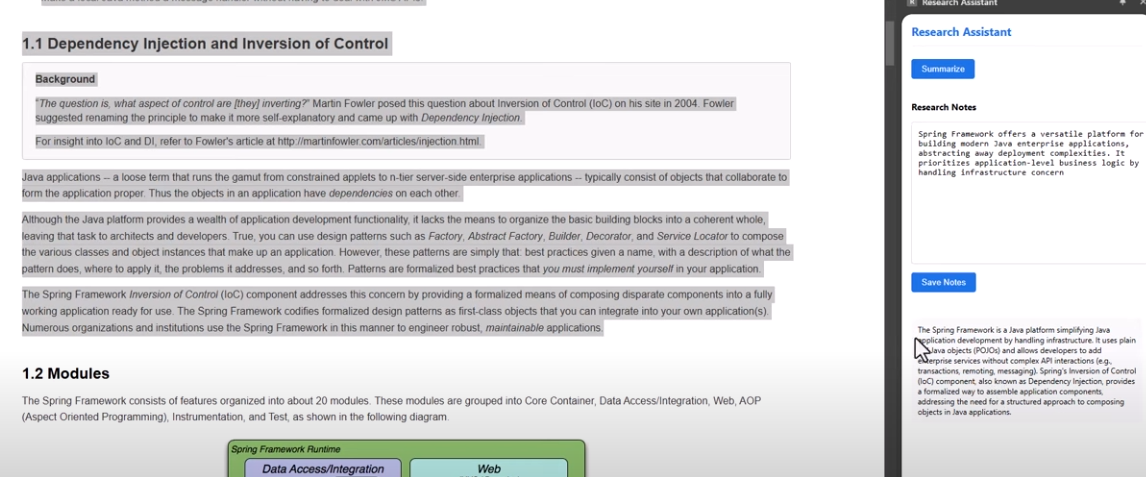 1.1 Dependency Injection and Inversion of Control
Background
"The question is, what aspect of control are [they] inverting?" Martin Fowler posed this question about Inversion of Control (IoC) on his site in 2004. Fowler
suggested renaming the principle to make it more self-explanatory and came up with Dependency Injection.
For insight into IoC and DI, refer to Fowler's article at http://martinfowler.com/articles/injection.html.
Java applications -- a loose term that runs the gamut from constrained applets to n-tier server-side enterprise applications -- typically consist of objects that collaborate to
form the application proper. Thus the objects in an application have dependencies on each other.
Although the Java platform provides a wealth of application development functionality, it lacks the means to organize the basic building blocks into a coherent whole,
leaving that task to architects and developers. True, you can use design patterns such as Factory, Abstract Factory, Builder, Decorator, and Service Locator to compose
the various classes and object instances that make up an application. However, these patterns are simply that: best practices given a name, with a description of what the
pattern does, where to apply it, the problems it addresses, and so forth. Patterns are formalized best practices that you must implement yourself in your application.
The Spring Framework Inversion of Control (IoC) component addresses this concern by providing a formalized means of composing disparate components into a fully
working application ready for use. The Spring Framework codifies formalized design patterns as first-class objects that you can integrate into your own application(s).
Numerous organizations and institutions use the Spring Framework in this manner to engineer robust, maintainable applications.
1.2 Modules
The Spring Framework consists of features organized into about 20 modules. These modules are grouped into Core Container, Data Access/Integration, Web, AOP
(Aspect Oriented Programming), Instrumentation, and Test, as shown in the following diagram.
Spring Framework Runtime
Data Access/Integration
Web
Research Assistant
Research Assistant
Summarize
Research Notes
Spring Framework offers a versatile platform for
building modern Java enterprise applications,
abstracting away deployment complexities. It
prioritizes application-level business logic by
handling infrastructure concern
Save Notes
The Spring Framework is a Java platform simplifying Java
application development by handling infrastructure. It uses plain
Java objects (POJOs) and allows developers to add
enterprise services without complex API interactions (e.g.,
transactions, remoting, messaging). Spring's Inversion of Control
(IoC) component, also known as Dependency Injection, provides
a formalized way to assemble application components,
addressing the need for a structured approach to composing
objects in Java applications.